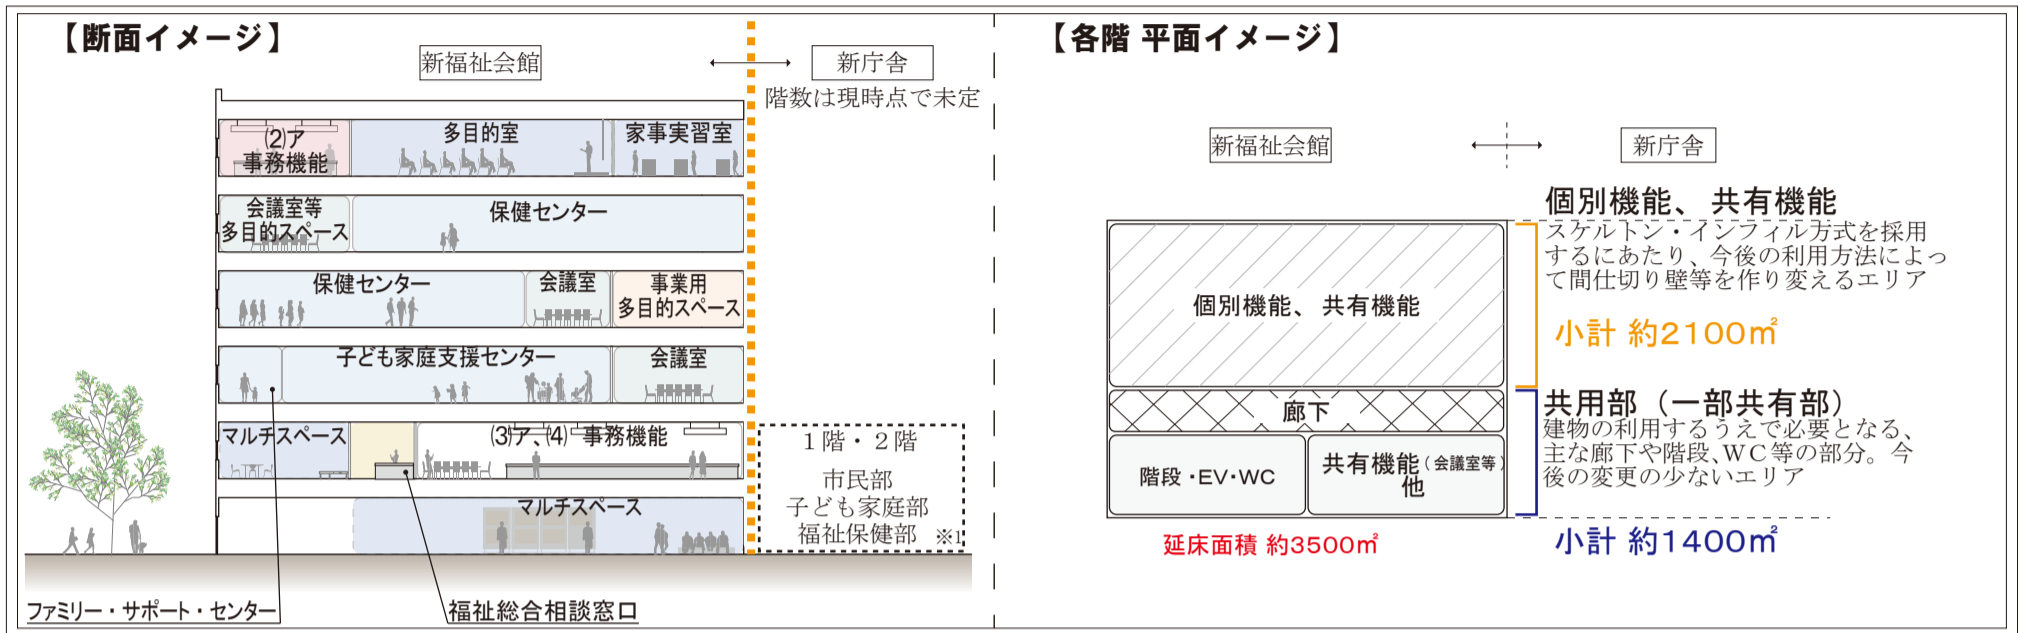 【断面イメージ】
新福祉会館
新庁舎
階数は現時点で未定
⑵ア
事務機能
多目的室
家事実習室
会議室等
多目的スペース
保健センター
保健センター
会議室
事業用
多目的スペース
子ども家庭支援センター
会議室
マルチスペース
⑶ア、⑷ 事務機能
マルチスペース
1階・2階
市民部
子ども家庭部
福祉保健部 ※1
ファミリー・サポート・センター
福祉総合相談窓口
【各階 平面イメージ】
新福祉会館
新庁舎
個別機能、共有機能
廊下
階段・EV・WC
共有機能(会議室等)
他
延床面積 約3500㎡
個別機能、共有機能
スケルトン・インフィル方式を採用
するにあたり、今後の利用方法によっ
て間仕切り壁等を作り変えるエリア
小計 約2100㎡
共用部(一部共有部)
建物の利用するうえで必要となる、
主な廊下や階段、WC等の部分。今
後の変更の少ないエリア
小計 約1400㎡